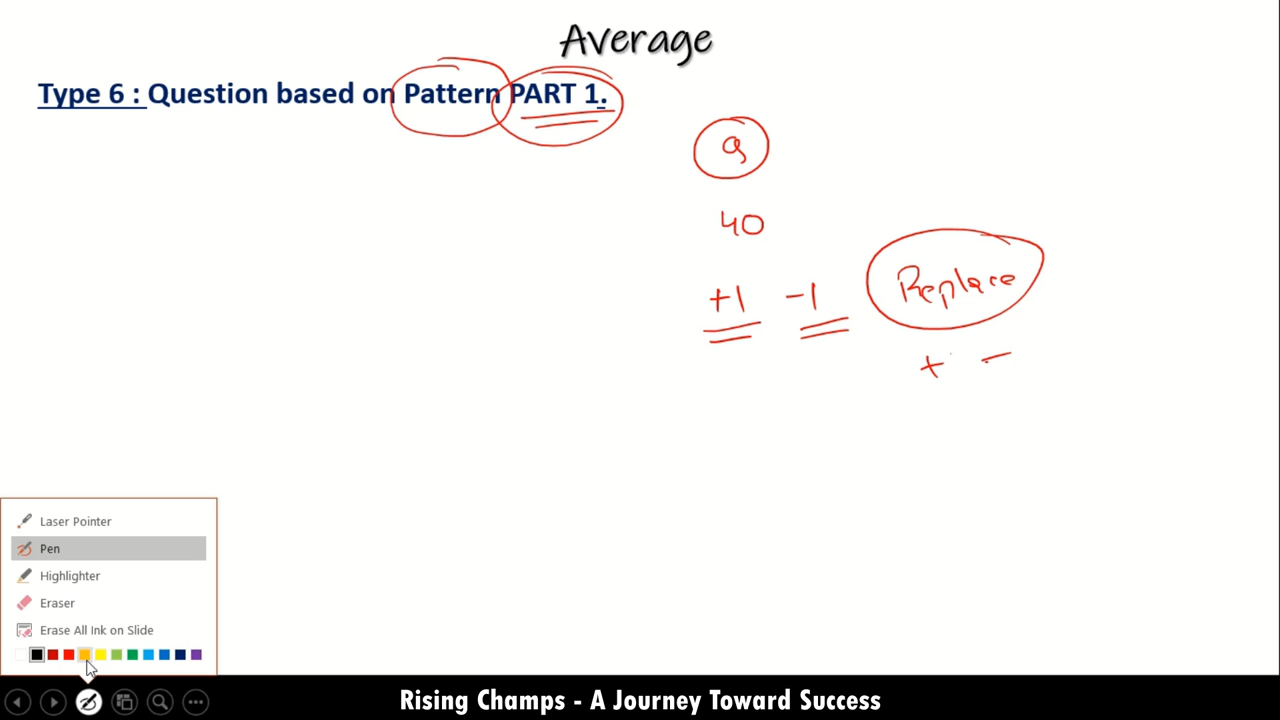 Average
Type 6 : Question based on Pattern PART 1.
9
40
+1 -1 Replace
+ -
Laser Pointer
Pen
Highlighter
Eraser
Erase All Ink on Slide
Rising Champs - A Journey Toward Success